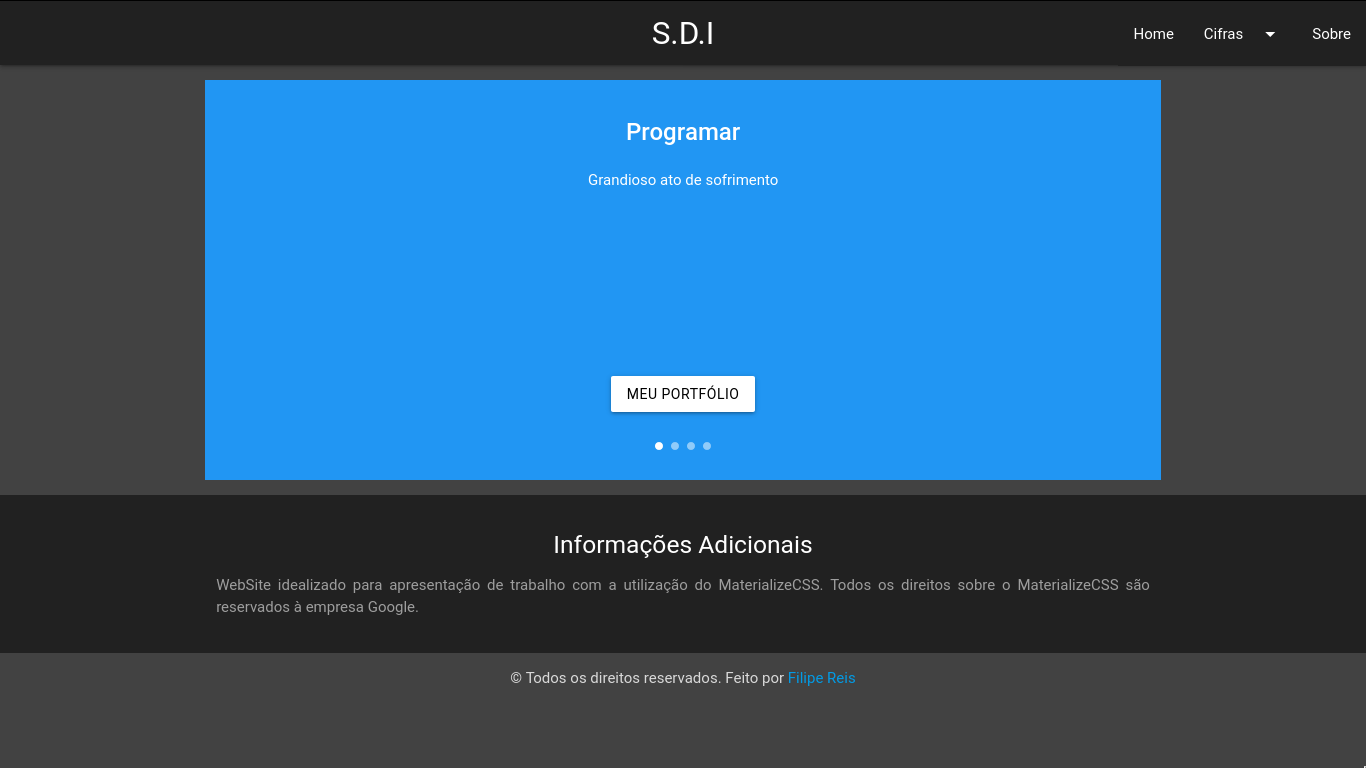 S.D.I
Home
Cifras
Sobre
Programar
Grandioso ato de sofrimento
MEU PORTFÓLIO
Informações Adicionais
WebSite idealizado para apresentação de trabalho com a utilização do MaterializeCSS. Todos os direitos sobre o MaterializeCSS são
reservados à empresa Google.
© Todos os direitos reservados. Feito por Filipe Reis